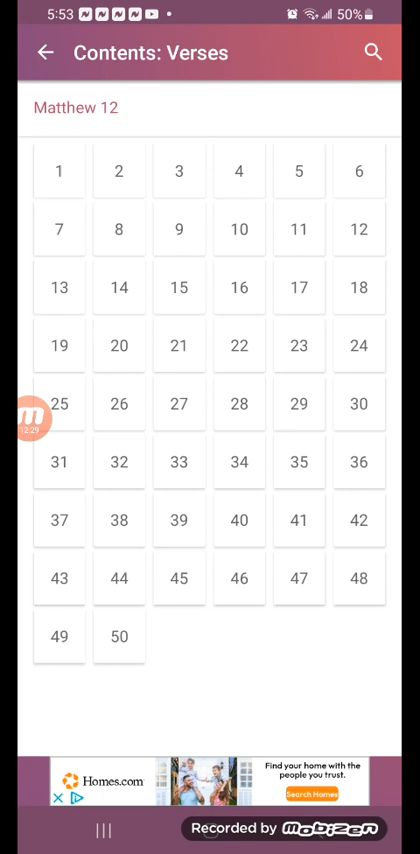 5:53 50%
Contents: Verses
Matthew 12
1 2 3 4 5 6
7 8 9 10 11 12
13 14 15 16 17 18
19 20 21 22 23 24
25 26 27 28 29 30
12:29
31 32 33 34 35 36
37 38 39 40 41 42
43 44 45 46 47 48
49 50
Homes.com
Find your home with the
people you trust.
Search Homes
Recorded by mobizen